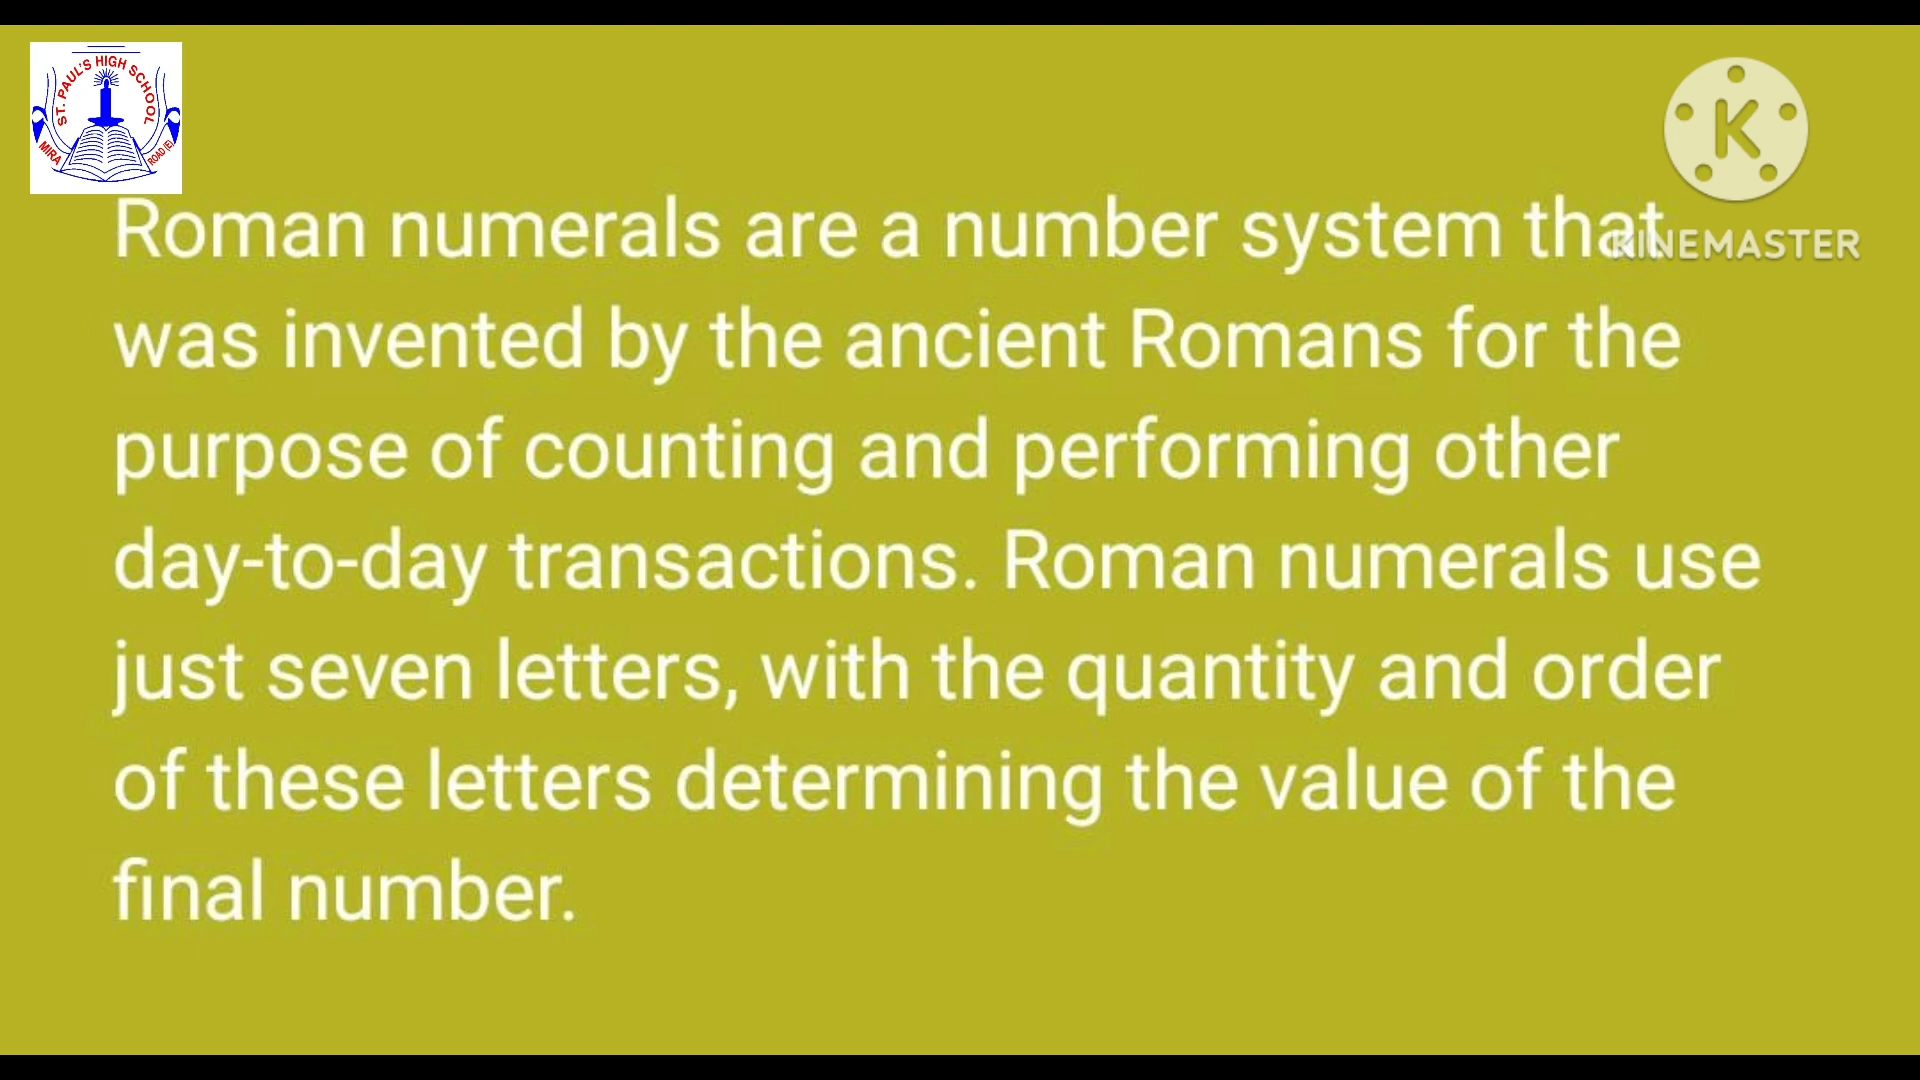 ST. PAUL'S HIGH SCHOOL
MIRA ROAD (E)
KINEMASTER
Roman numerals are a number system that
was invented by the ancient Romans for the
purpose of counting and performing other
day-to-day transactions. Roman numerals use
just seven letters, with the quantity and order
of these letters determining the value of the
final number.